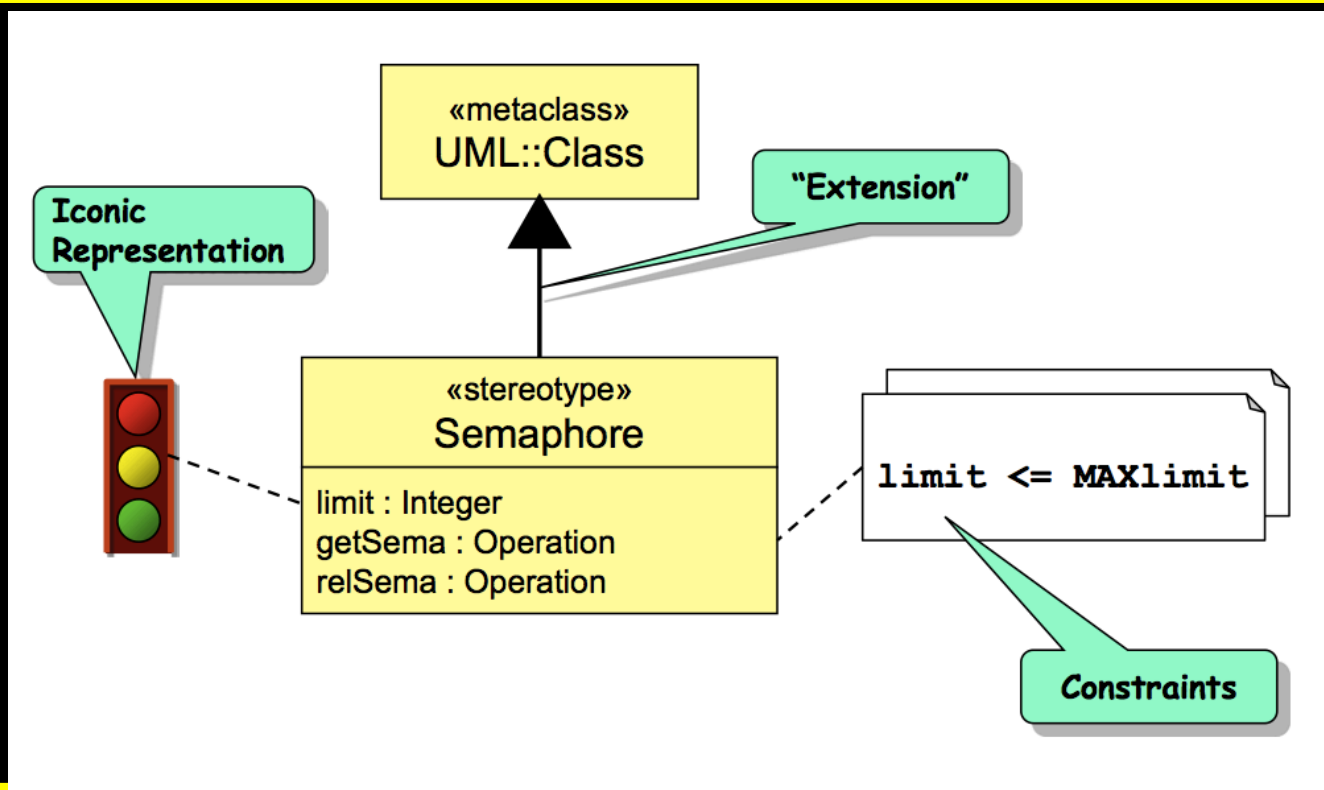 «metaclass»
UML::Class
“Extension”
Iconic
Representation
«stereotype»
Semaphore
limit : Integer
getSema : Operation
relSema : Operation
limit <= MAXlimit
Constraints